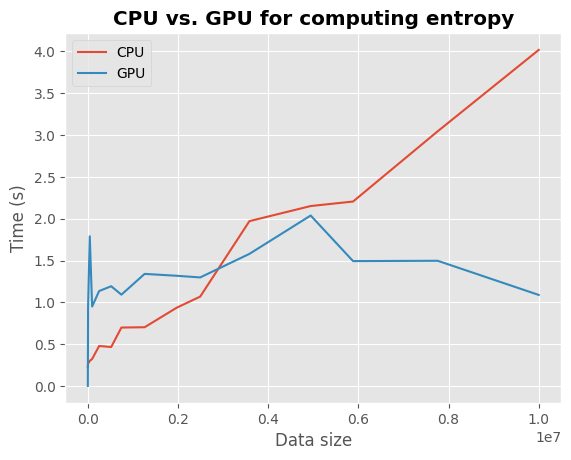 CPU vs. GPU for computing entropy
CPU
GPU
4.0
3.5
3.0
2.5
2.0
1.5
1.0
0.5
0.0
Time (s)
0.0 0.2 0.4 0.6 0.8 1.0
1e7
Data size